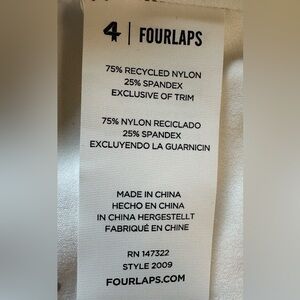 4 | FOURLAPS
75% RECYCLED NYLON
25% SPANDEX
EXCLUSIVE OF TRIM
75% NYLON RECICLADO
25% SPANDEX
EXCLUYENDO LA GUARNICIN
MADE IN CHINA
HECHO EN CHINA
IN CHINA HERGESTELLT
FABRIQUÉ EN CHINE
RN 147322
STYLE 2009
FOURLAPS.COM